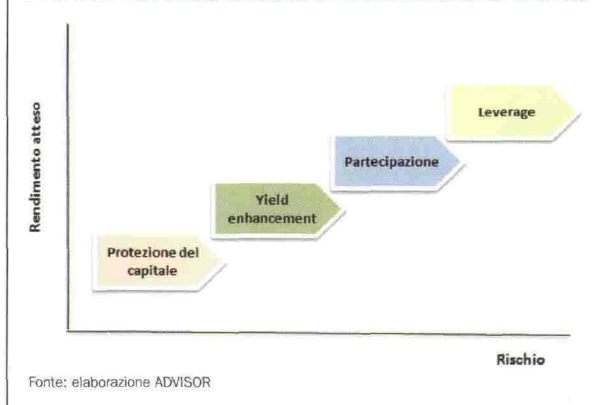 Rendimento atteso
Leverage
Partecipazione
Yield
enhancement
Protezione del
capitale
Rischio
Fonte: elaborazione ADVISOR